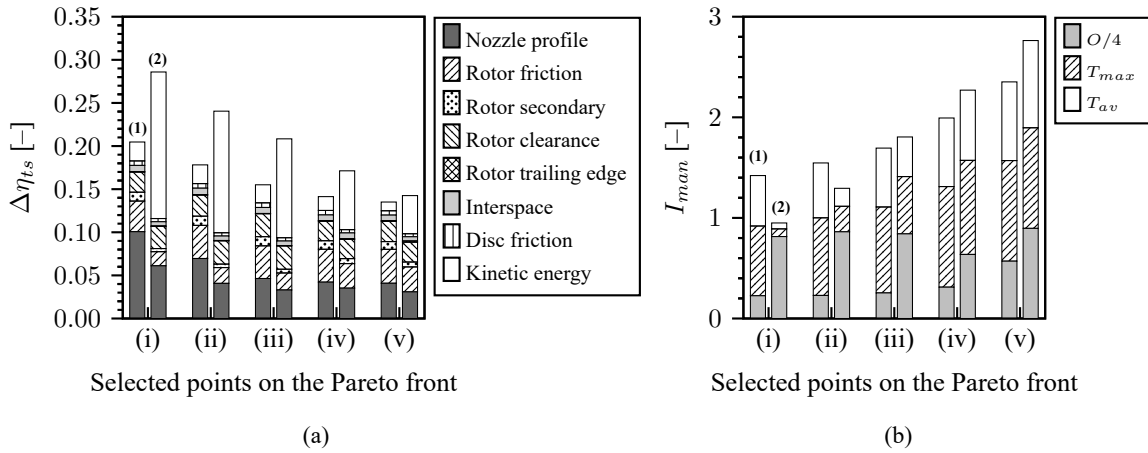 0.35
0.30
0.25
0.20
0.15
0.10
0.05
0.00
Δη_ts [−]
(1)
(2)
(i)
(ii)
(iii)
(iv)
(v)
Selected points on the Pareto front
(a)
Nozzle profile
Rotor friction
Rotor secondary
Rotor clearance
Rotor trailing edge
Interspace
Disc friction
Kinetic energy
3
2
1
0
I_man [−]
(1)
(2)
(i)
(ii)
(iii)
(iv)
(v)
Selected points on the Pareto front
(b)
O/4
T_max
T_av